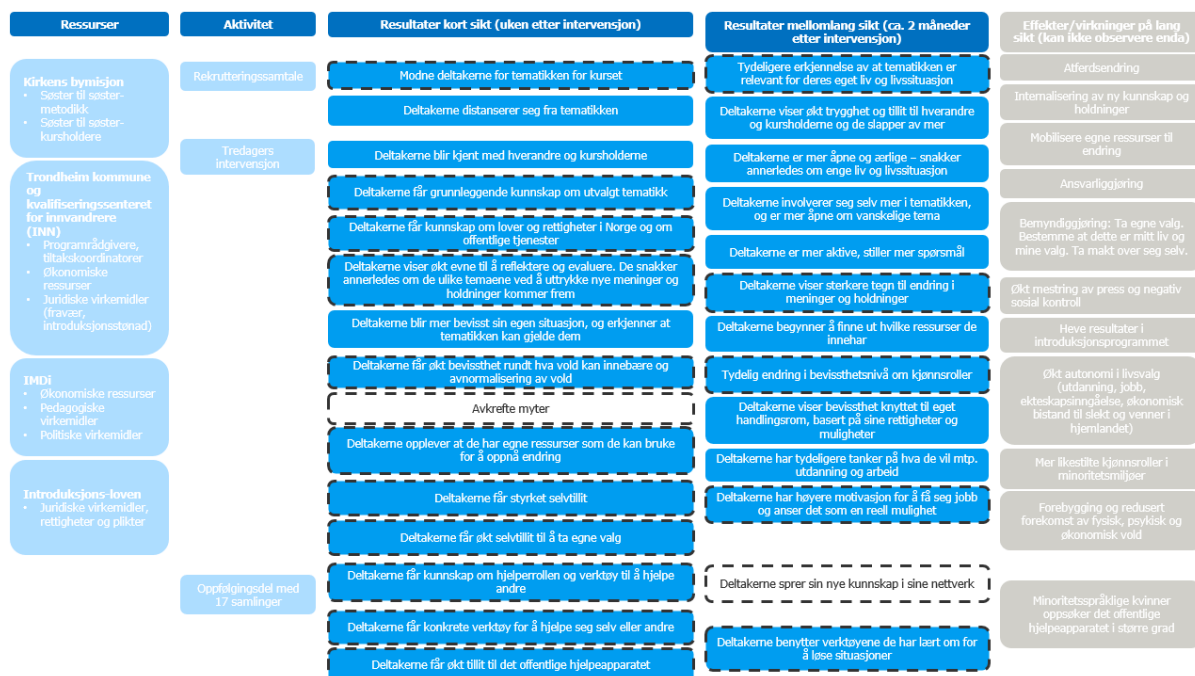 Ressurser
Kirkens bymisjon
• Søster til søster-
metodikk
• Søster til søster-
kursholdere
Trondheim kommune
og
kvalifiseringssenteret
for innvandrere
(INN)
• Programrådgivere,
tiltakskoordinatorer
• Økonomiske
ressurser
• Juridiske virkemidler
(fravær,
introduksjonsstønad)
IMDi
• Økonomiske ressurser
• Pedagogiske
virkemidler
• Politiske virkemidler
Introduksjons-loven
• Juridiske virkemidler,
rettigheter og plikter
Aktivitet
Rekrutteringssamtale
Tredagers
intervensjon
Oppfølgingsdel med
17 samlinger
Resultater kort sikt (uken etter intervensjon)
Modne deltakerne for tematikken for kurset
Deltakerne distanserer seg fra tematikken
Deltakerne blir kjent med hverandre og kursholderne
Deltakerne får grunnleggende kunnskap om utvalgt tematikk
Deltakerne får kunnskap om lover og rettigheter i Norge og om
offentlige tjenester
Deltakerne viser økt evne til å reflektere og evaluere. De snakker
annerledes om de ulike temaene ved å uttrykke nye meninger og
holdninger kommer frem
Deltakerne blir mer bevisst sin egen situasjon, og erkjenner at
tematikken kan gjelde dem
Deltakerne får økt bevissthet rundt hva vold kan innebære og
avnormalisering av vold
Avkrefte myter
Deltakerne opplever at de har egne ressurser som de kan bruke
for å oppnå endring
Deltakerne får styrket selvtillit
Deltakerne får økt selvtillit til å ta egne valg
Deltakerne får kunnskap om hjelperrollen og verktøy til å hjelpe
andre
Deltakerne får konkrete verktøy for å hjelpe seg selv eller andre
Deltakerne får økt tillit til det offentlige hjelpeapparatet
Resultater mellomlang sikt (ca. 2 måneder
etter intervensjon)
Tydeligere erkjennelse av at tematikken er
relevant for deres eget liv og livssituasjon
Deltakerne viser økt trygghet og tillit til hverandre
og kursholderne og de slapper av mer
Deltakerne er mer åpne og ærlige – snakker
annerledes om enge liv og livssituasjon
Deltakerne involverer seg selv mer i tematikken,
og er mer åpne om vanskelige tema
Deltakerne er mer aktive, stiller mer spørsmål
Deltakerne viser sterkere tegn til endring i
meninger og holdninger
Deltakerne begynner å finne ut hvilke ressurser de
innehar
Tydelig endring i bevissthetsnivå om kjønnsroller
Deltakerne viser bevissthet knyttet til eget
handlingsrom, basert på sine rettigheter og
muligheter
Deltakerne har tydeligere tanker på hva de vil mtp.
utdanning og arbeid
Deltakerne har høyere motivasjon for å få seg jobb
og anser det som en reell mulighet
Deltakerne sprer sin nye kunnskap i sine nettverk
Deltakerne benytter verktøyene de har lært om for
å løse situasjoner
Effekter/virkninger på lang
sikt (kan ikke observere enda)
Atferdsendring
Internalisering av ny kunnskap og
holdninger
Mobilisere egne ressurser til
endring
Ansvarliggjøring
Bemyndiggjøring: Ta egne valg.
Bestemme at dette er mitt liv og
mine valg. Ta makt over seg selv.
Økt mestring av press og negativ
sosial kontroll
Heve resultater i
introduksjonsprogrammet
Økt autonomi i livsvalg
(utdanning, jobb,
ekteskapsinngåelse, økonomisk
bistand til slekt og venner i
hjemlandet)
Mer likestilte kjønnsroller i
minoritetsmiljøer
Forebygging og redusert
forekomst av fysisk, psykisk og
økonomisk vold
Minoritetsspråklige kvinner
oppsøker det offentlige
hjelpeapparatet i større grad